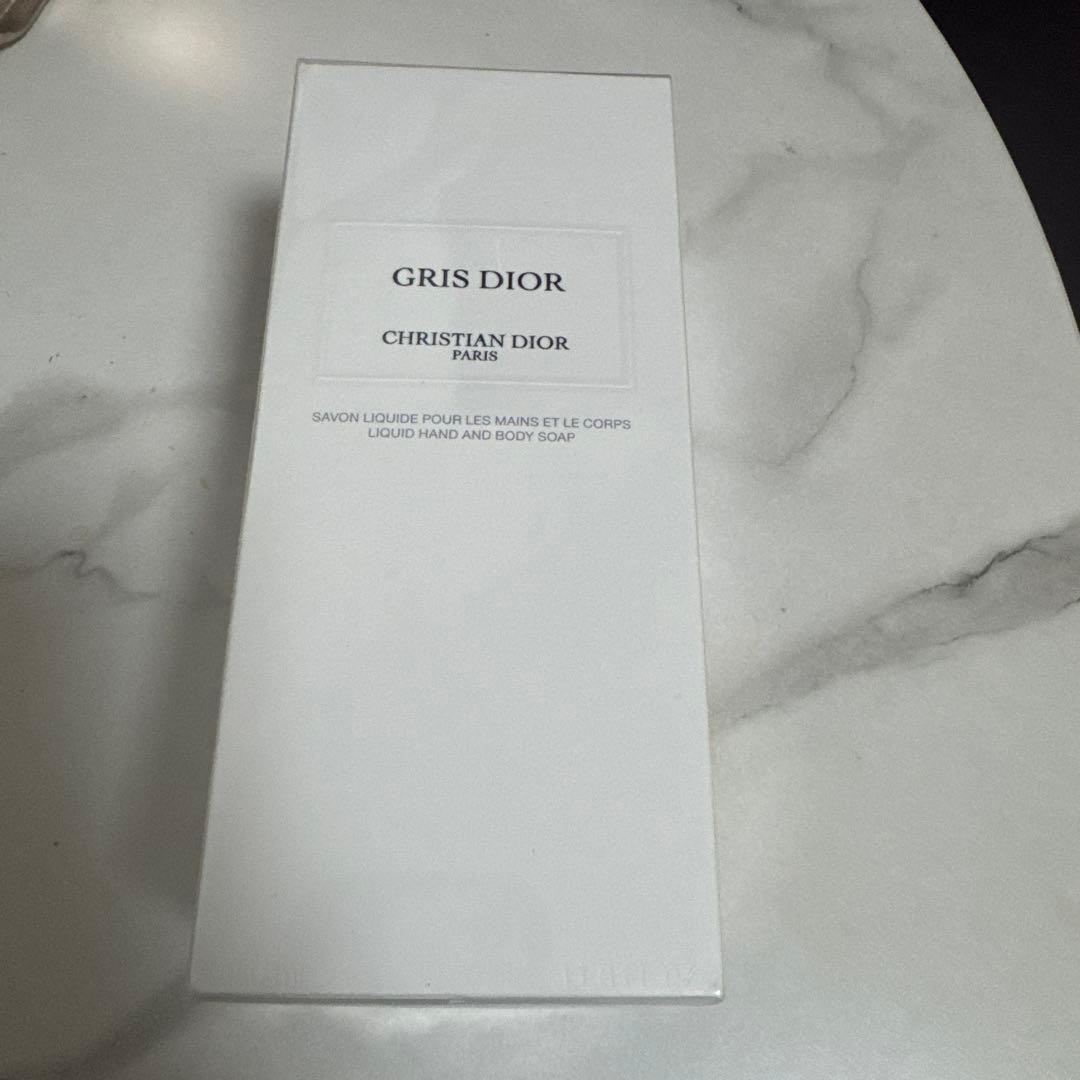 GRIS DIOR
CHRISTIAN DIOR
PARIS
SAVON LIQUIDE POUR LES MAINS ET LE CORPS
LIQUID HAND AND BODY SOAP